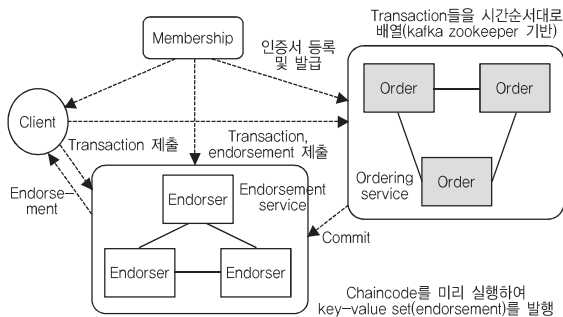 Transaction들을 시간순서대로
배열(kafka zookeeper 기반)
Membership
인증서 등록
및 발급
Order
Order
Client
Transaction 제출
Transaction,
endorsement 제출
Ordering
service
Order
Endorse-
ment
Endorser
Endorsement
service
Commit
Endorser
Endorser
Chaincode를 미리 실행하여
key-value set(endorsement)를 발행